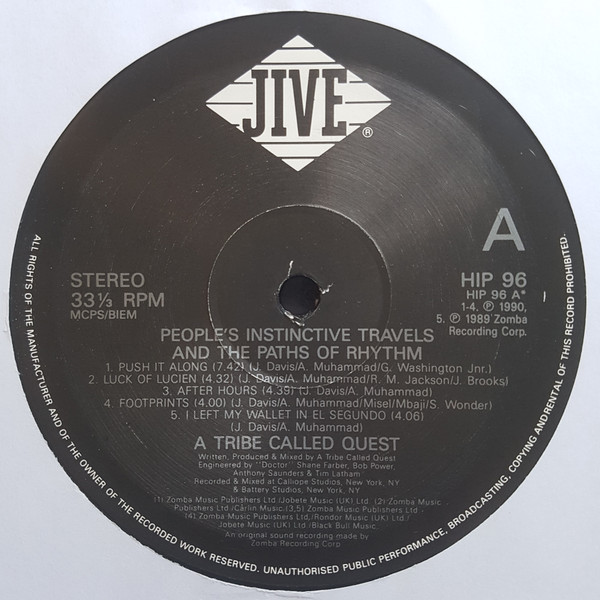 JIVE
®
A
STEREO
33⅓ RPM
MCPS/BIEM
HIP 96
HIP 96 A*
1-4. ℗ 1990,
5. ℗ 1989 Zomba
Recording Corp.
PEOPLE'S INSTINCTIVE TRAVELS
AND THE PATHS OF RHYTHM
1. PUSH IT ALONG (7.42) (J. Davis/A. Muhammad/G. Washington Jnr.)
2. LUCK OF LUCIEN (4.32) (J. Davis/A. Muhammad/R. M. Jackson/J. Brooks)
3. AFTER HOURS (4.39) (J. Davis/A. Muhammad)
4. FOOTPRINTS (4.00) (J. Davis/A. Muhammad/Misel/Mbaji/S. Wonder)
5. I LEFT MY WALLET IN EL SEGUNDO (4.06)
(J. Davis/A. Muhammad)
A TRIBE CALLED QUEST
Written, Produced & Mixed by A Tribe Called Quest
Engineered by "Doctor" Shane Farber, Bob Power,
Anthony Saunders & Tim Latham
Recorded & Mixed at Calliope Studios, New York, NY
& Battery Studios, New York, NY
(1) Zomba Music Publishers Ltd /Jobete Music (UK) Ltd (2) Zomba Music
Publishers Ltd /Carlin Music (3,5) Zomba Music Publishers Ltd
(4) Zomba Music Publishers Ltd /Rondor Music (UK) Ltd /
Jobete Music (UK) Ltd /Black Bull Music.
An original sound recording made by
Zomba Recording Corp
ALL RIGHTS OF THE MANUFACTURER AND OF THE OWNER OF THE RECORDED WORK RESERVED. UNAUTHORISED PUBLIC PERFORMANCE, BROADCASTING, COPYING AND RENTAL OF THIS RECORD PROHIBITED.